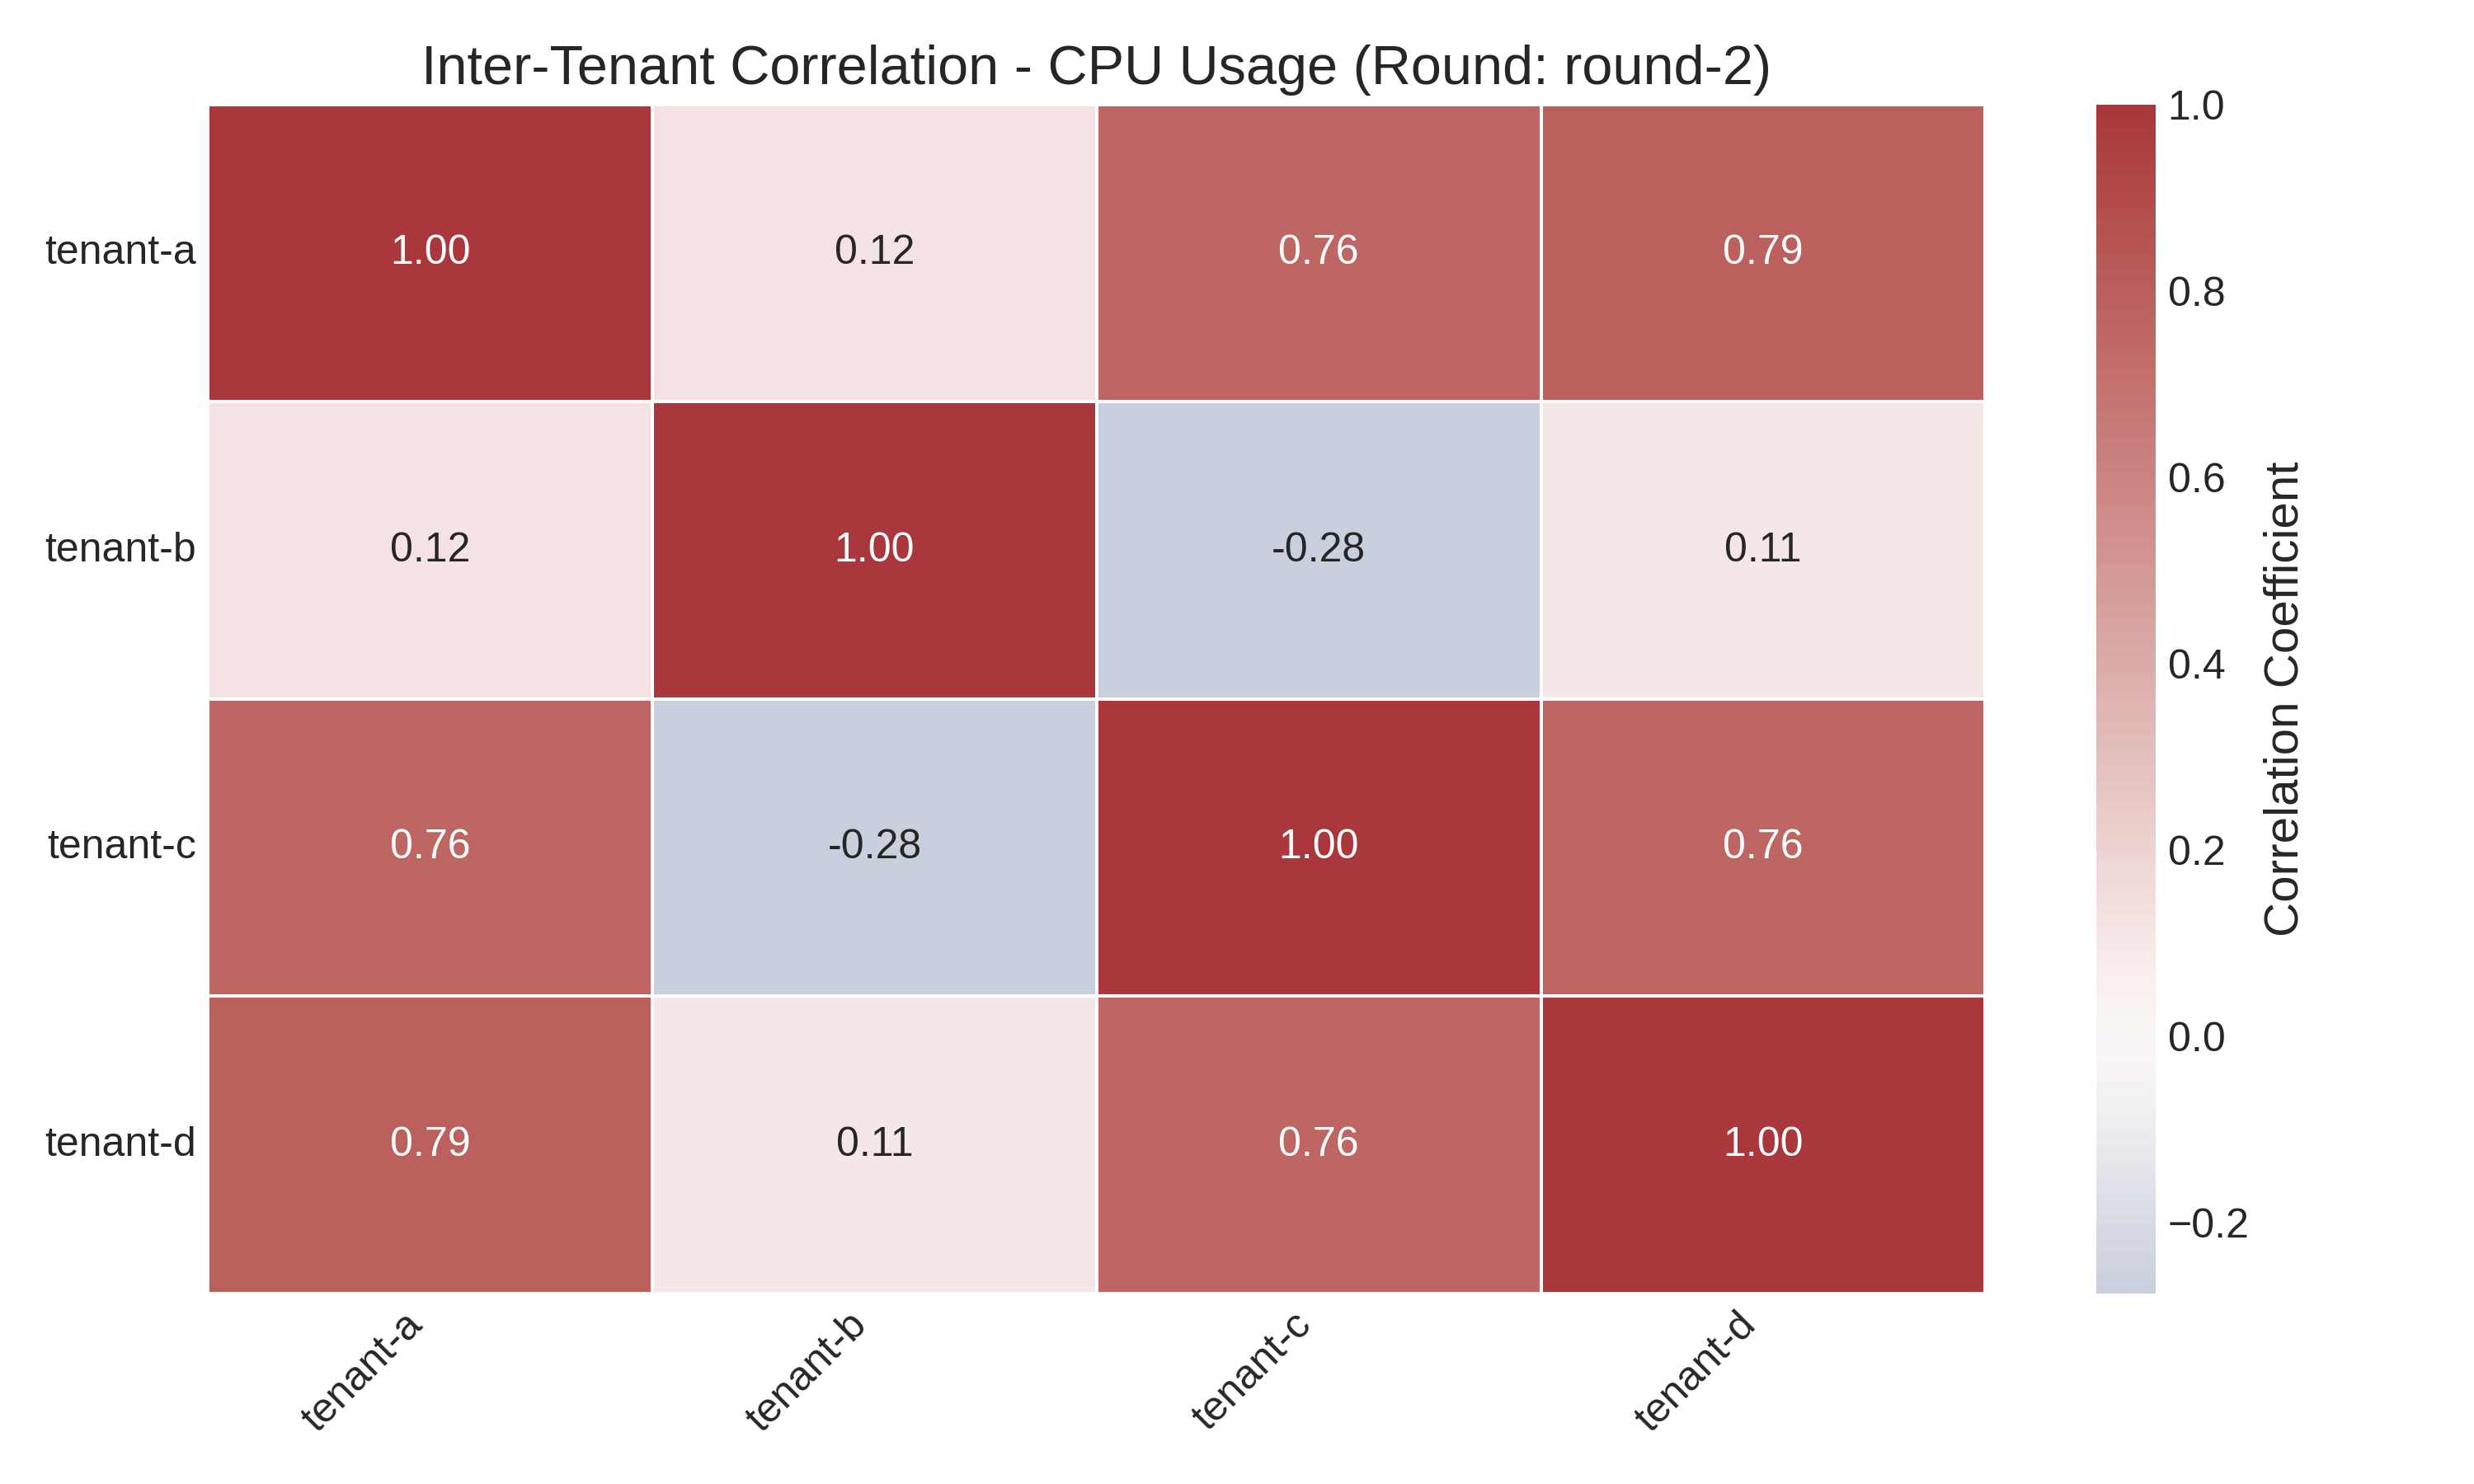 Inter-Tenant Correlation - CPU Usage (Round: round-2)
tenant-a 1.00 0.12 0.76 0.79
tenant-b 0.12 1.00 -0.28 0.11
tenant-c 0.76 -0.28 1.00 0.76
tenant-d 0.79 0.11 0.76 1.00
tenant-a tenant-b tenant-c tenant-d
1.0
0.8
0.6
0.4
0.2
0.0
−0.2
Correlation Coefficient